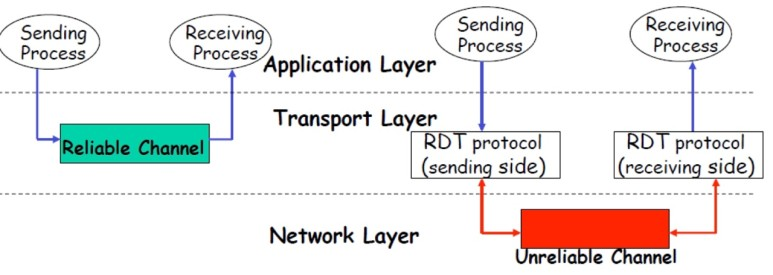 Sending
Process
Receiving
Process
Application Layer
Sending
Process
Receiving
Process
Transport Layer
Reliable Channel
RDT protocol
(sending side)
RDT protocol
(receiving side)
Network Layer
Unreliable Channel